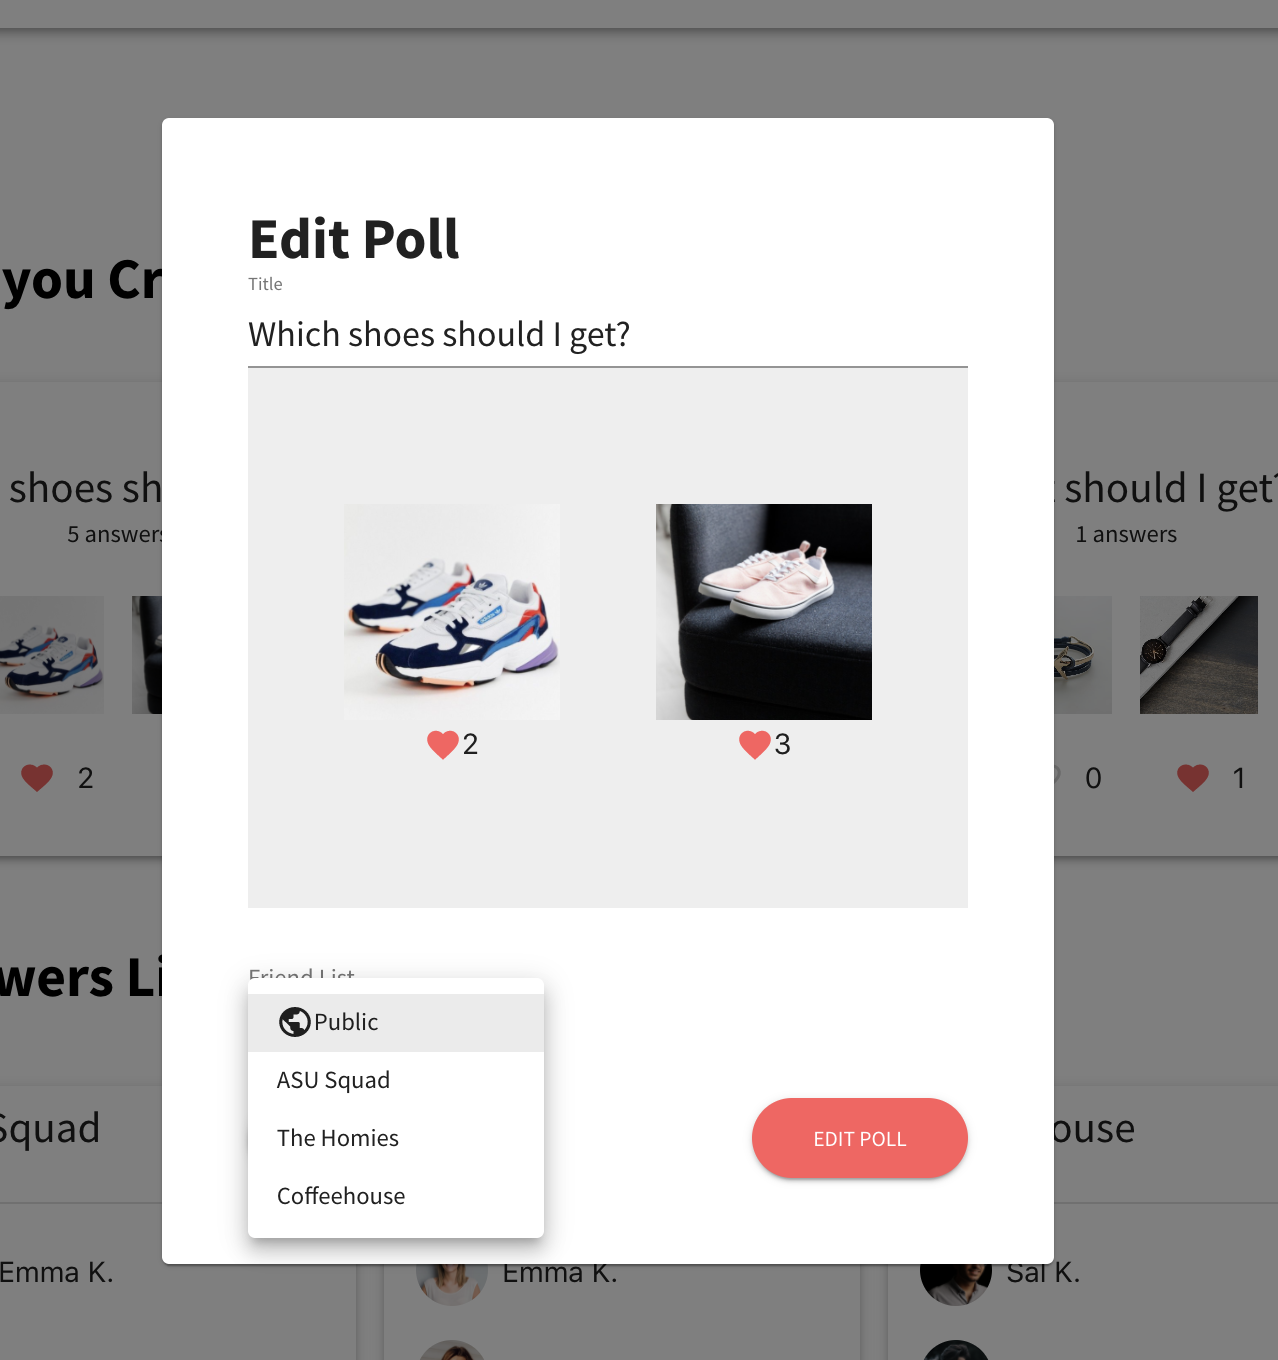 you Cr
Edit Poll
Title
Which shoes should I get?
shoes sh
5 answers
should I get?
1 answers
2
3
2
0
1
wers Li
Friend List
Public
ASU Squad
The Homies
Coffeehouse
EDIT POLL
Squad
ouse
Emma K.
Emma K.
Sal K.